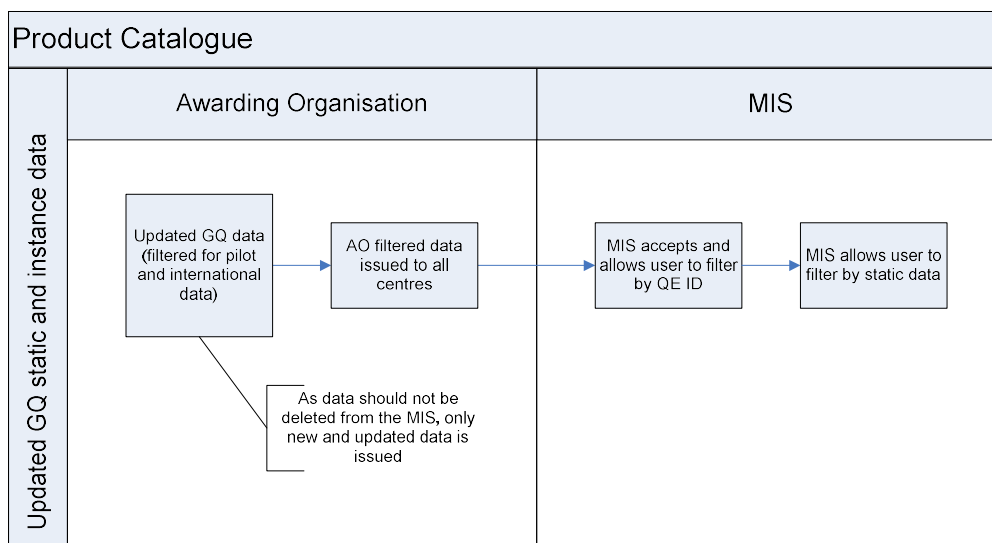 Product Catalogue
Awarding Organisation
MIS
Updated GQ static and instance data
Updated GQ data
(filtered for pilot
and international
data)
AO filtered data
issued to all
centres
MIS accepts and
allows user to filter
by QE ID
MIS allows user to
filter by static data
As data should not be
deleted from the MIS, only
new and updated data is
issued